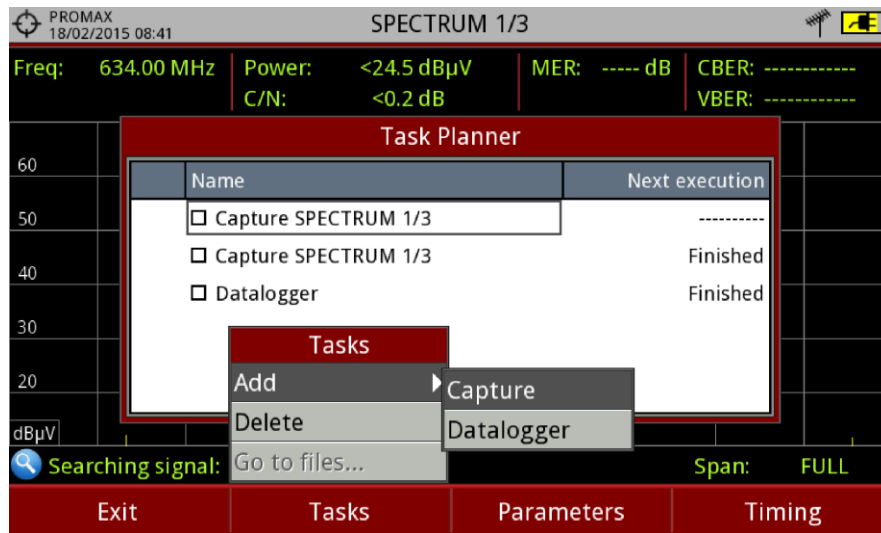 PROMAX
18/02/2015 08:41
SPECTRUM 1/3
Freq: 634.00 MHz Power: <24.5 dBµV MER: ----- dB CBER: ------------
C/N: <0.2 dB VBER: ------------
Task Planner
Name Next execution
Capture SPECTRUM 1/3 ----------
Capture SPECTRUM 1/3 Finished
Datalogger Finished
60
50
40
30
20
dBµV
Tasks
Add
Delete
Go to files...
Capture
Datalogger
Searching signal: Span: FULL
Exit Tasks Parameters Timing